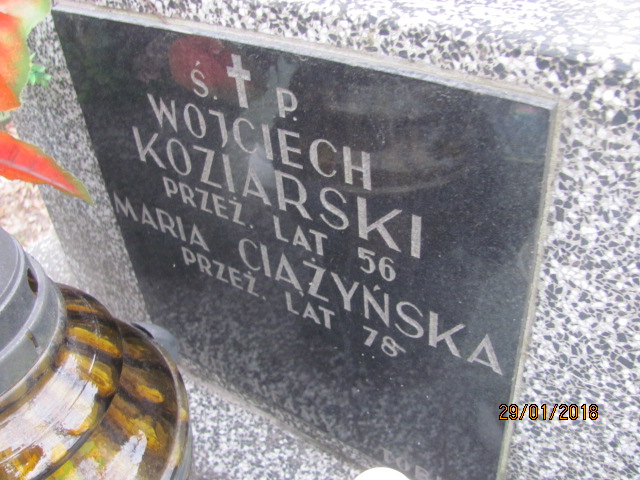 Ś. P.
WOJCIECH
KOZIARSKI
PRZEŻ. LAT 56
MARIA CIĄŻYŃSKA
PRZEŻ. LAT 78
29/01/2018